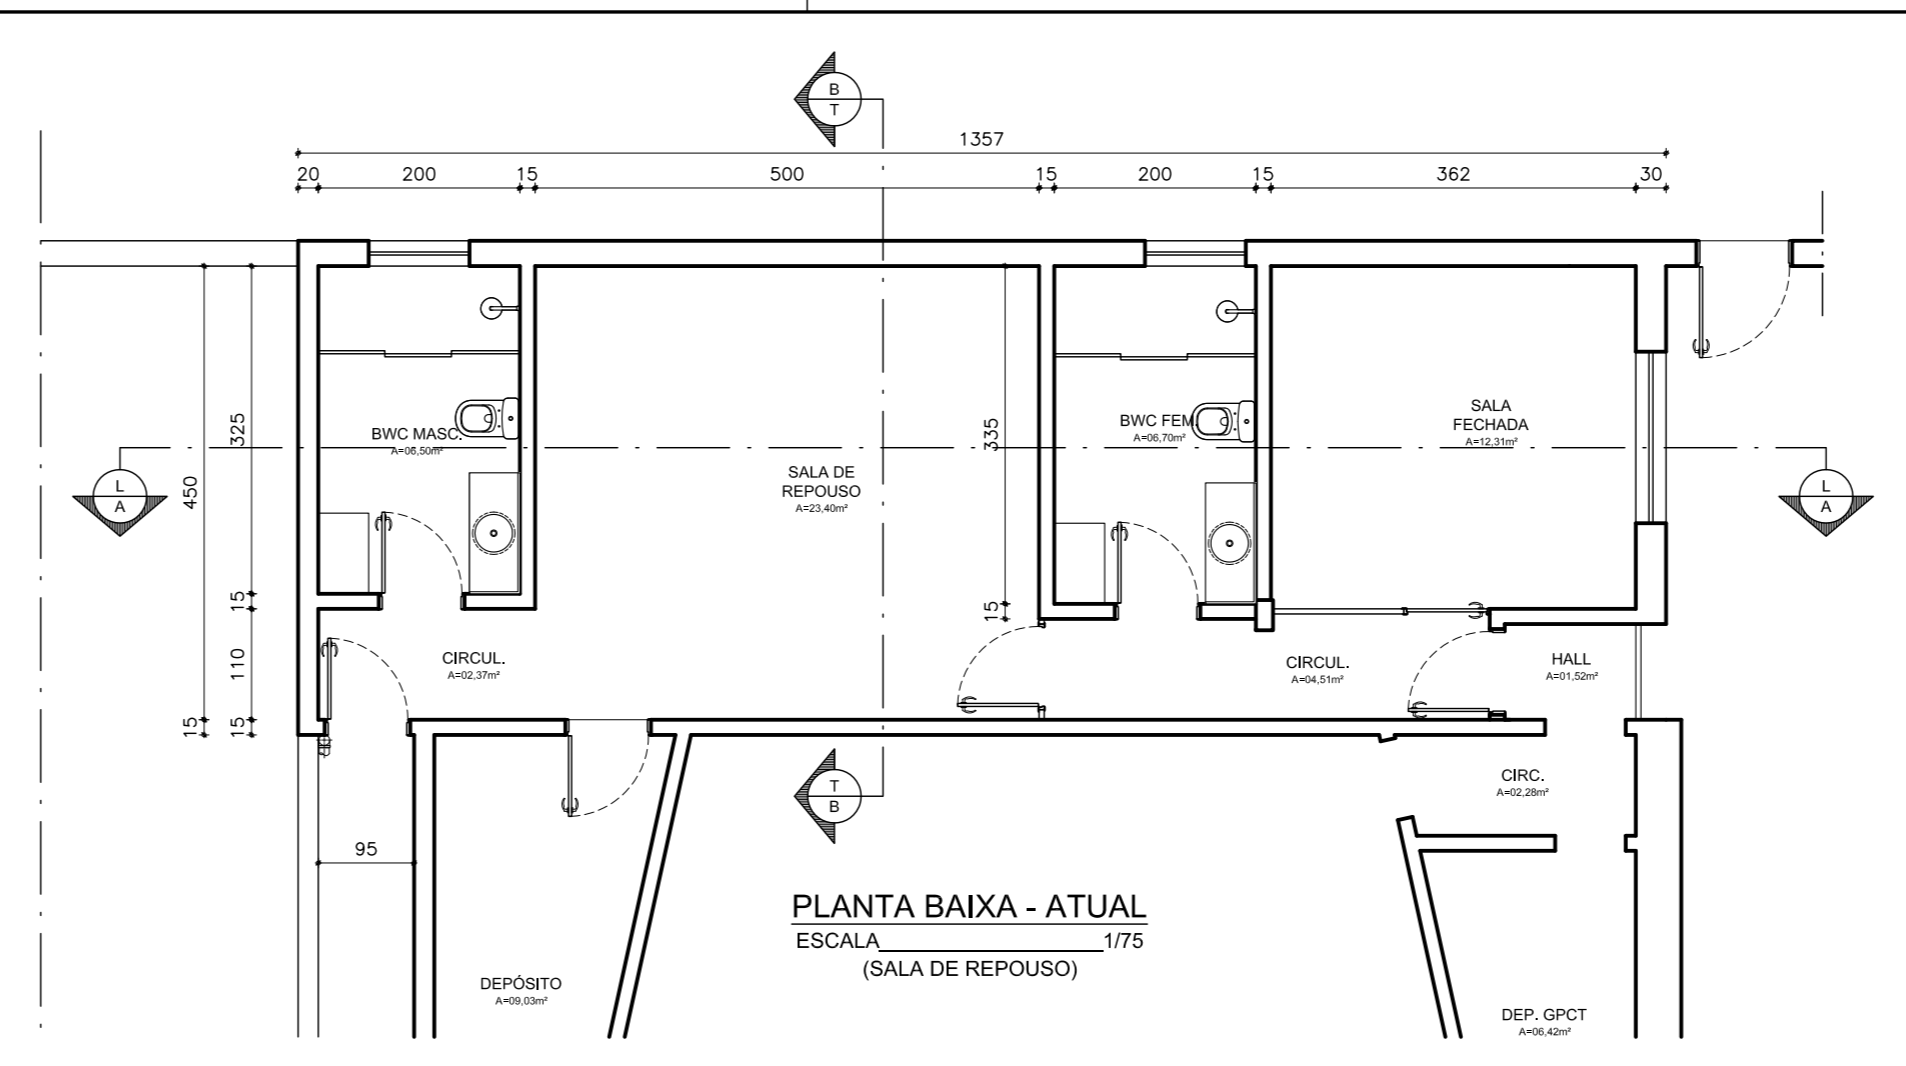 B
T
1357
20 200 15 500 15 200 15 362 30
325
450
15
110
15
15
335
15
BWC MASC.
A=06,50m²
SALA DE
REPOUSO
A=23,40m²
BWC FEM.
A=06,70m²
SALA
FECHADA
A=12,31m²
L
A
L
A
CIRCUL.
A=02,37m²
CIRCUL.
A=04,51m²
HALL
A=01,52m²
T
B
CIRC.
A=02,28m²
95
PLANTA BAIXA - ATUAL
ESCALA 1/75
(SALA DE REPOUSO)
DEPÓSITO
A=09,03m²
DEP. GPCT
A=06,42m²